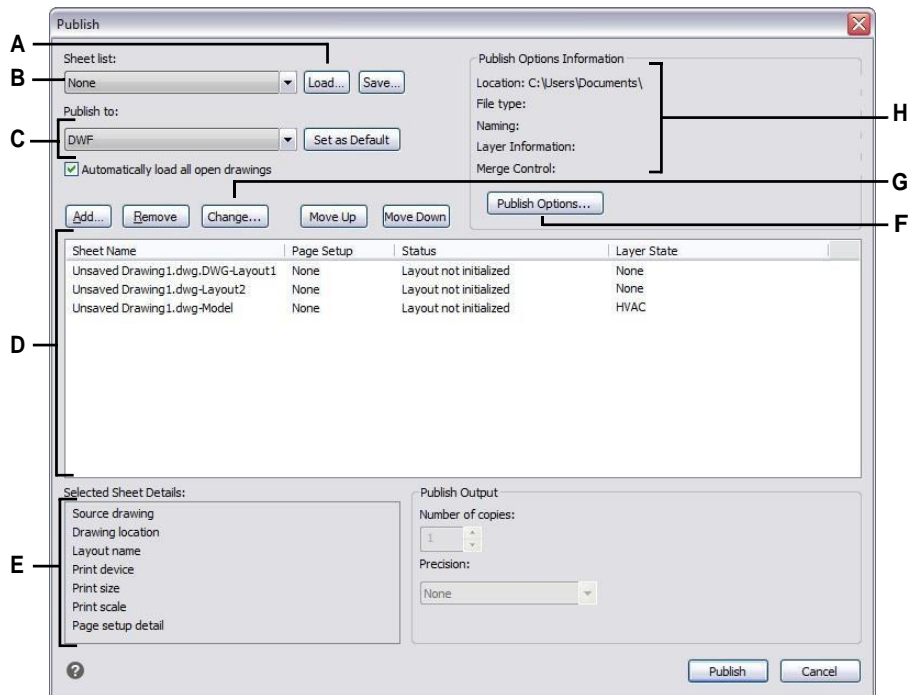 Publish
A
Sheet list:
B
None
Load...
Save...
Publish to:
C
DWF
Set as Default
Automatically load all open drawings
Publish Options Information
Location: C:\Users\Documents\
File type:
Naming:
Layer Information:
Merge Control:
H
G
Publish Options...
F
Add...
Remove
Change...
Move Up
Move Down
Sheet Name Page Setup Status Layer State
Unsaved Drawing1.dwg.DWG-Layout1 None Layout not initialized None
Unsaved Drawing1.dwg-Layout2 None Layout not initialized None
Unsaved Drawing1.dwg-Model None Layout not initialized HVAC
D
Selected Sheet Details:
Source drawing
Drawing location
Layout name
E
Print device
Print size
Print scale
Page setup detail
Publish Output
Number of copies:
1
Precision:
None
?
Publish
Cancel